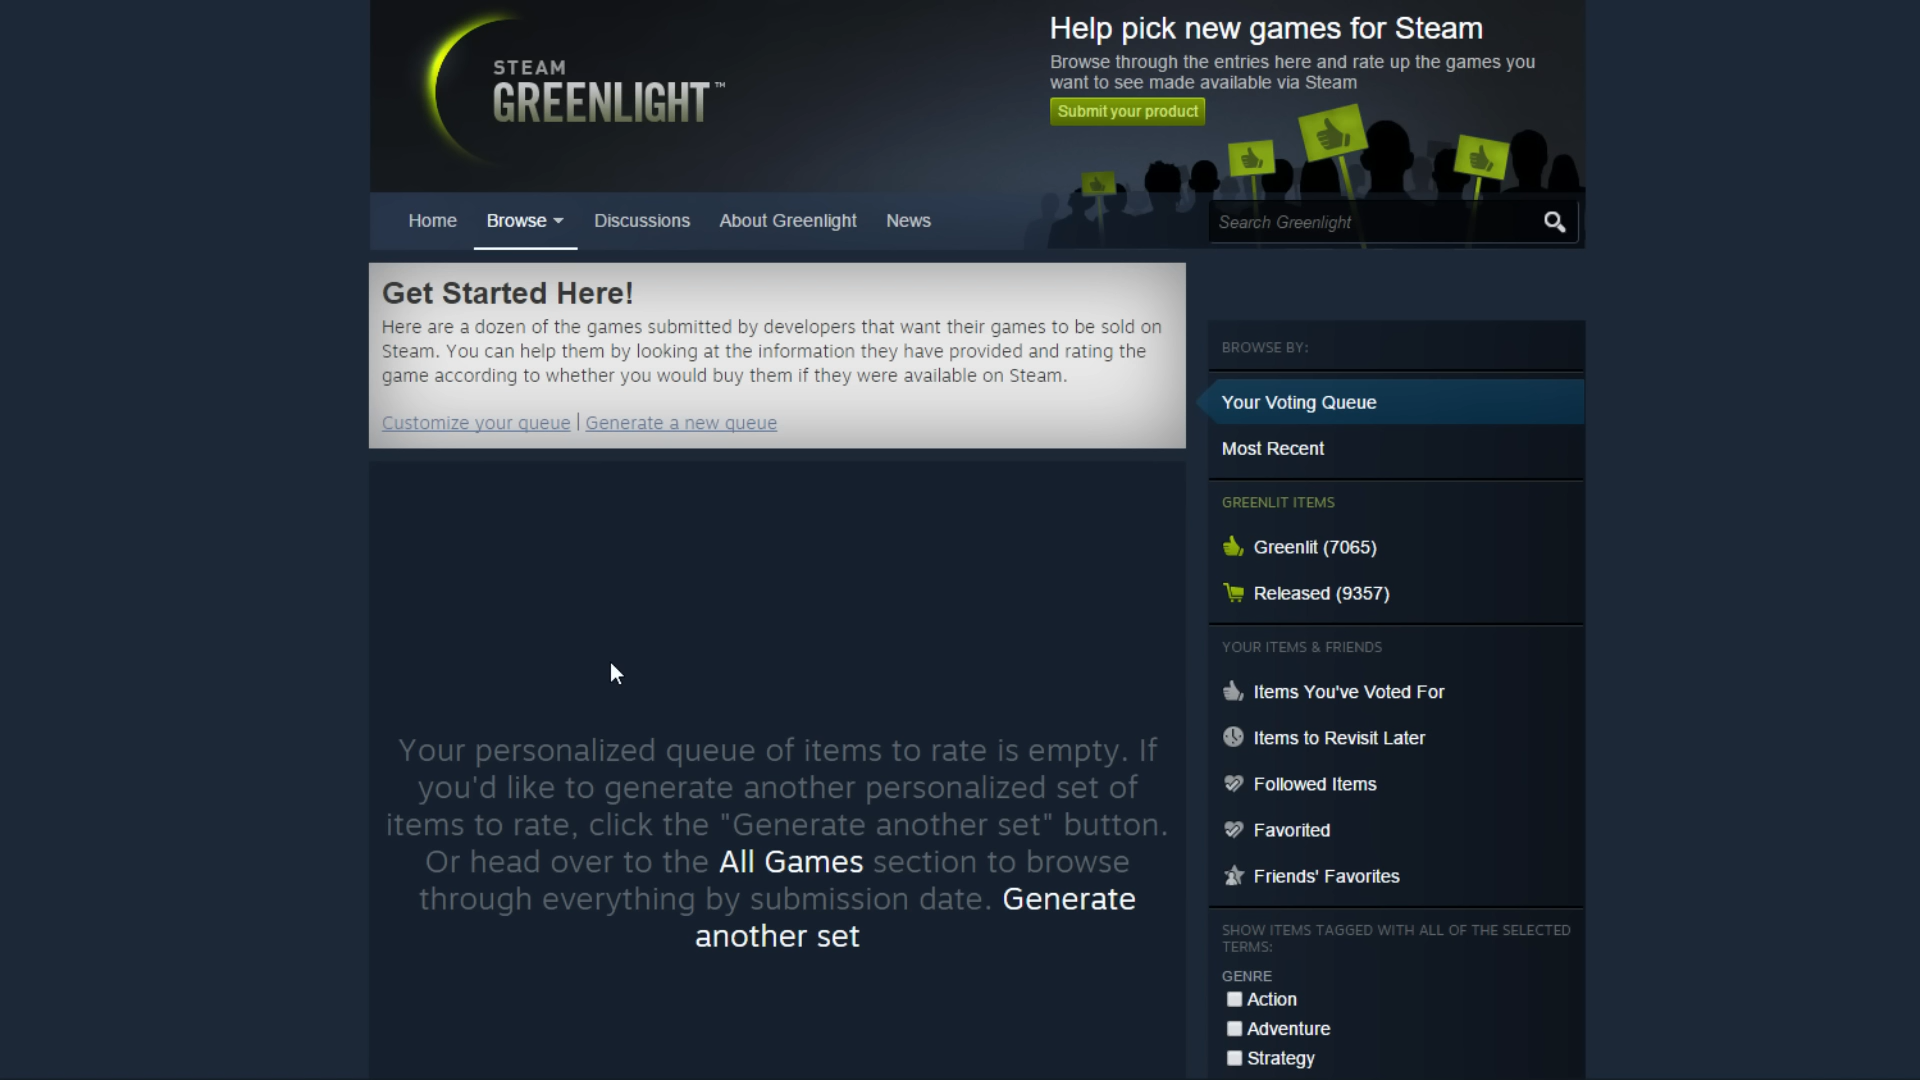 STEAM
GREENLIGHT™
Help pick new games for Steam
Browse through the entries here and rate up the games you
want to see made available via Steam
Submit your product
Home
Browse
Discussions
About Greenlight
News
Search Greenlight
Get Started Here!
Here are a dozen of the games submitted by developers that want their games to be sold on
Steam. You can help them by looking at the information they have provided and rating the
game according to whether you would buy them if they were available on Steam.
Customize your queue | Generate a new queue
Your personalized queue of items to rate is empty. If
you'd like to generate another personalized set of
items to rate, click the "Generate another set" button.
Or head over to the All Games section to browse
through everything by submission date. Generate
another set
BROWSE BY:
Your Voting Queue
Most Recent
GREENLIT ITEMS
Greenlit (7065)
Released (9357)
YOUR ITEMS & FRIENDS
Items You've Voted For
Items to Revisit Later
Followed Items
Favorited
Friends' Favorites
SHOW ITEMS TAGGED WITH ALL OF THE SELECTED
TERMS:
GENRE
Action
Adventure
Strategy